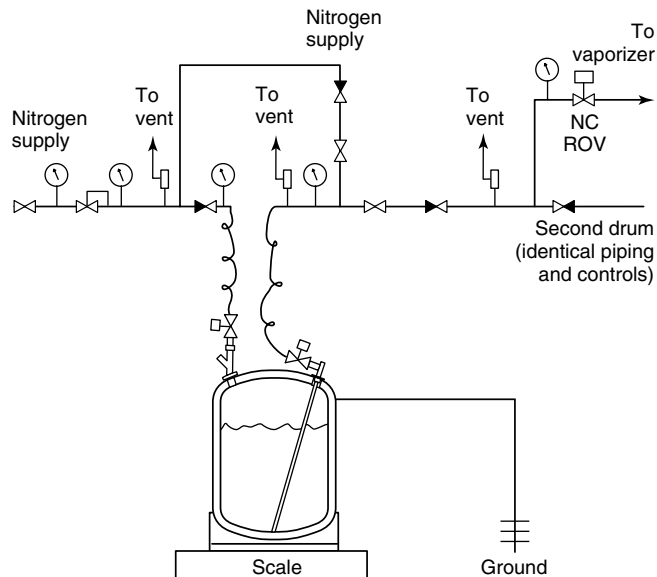 Nitrogen
supply
To
vaporizer
To
vent
To
vent
To
vent
Nitrogen
supply
NC
ROV
Second drum
(identical piping
and controls)
Scale
Ground